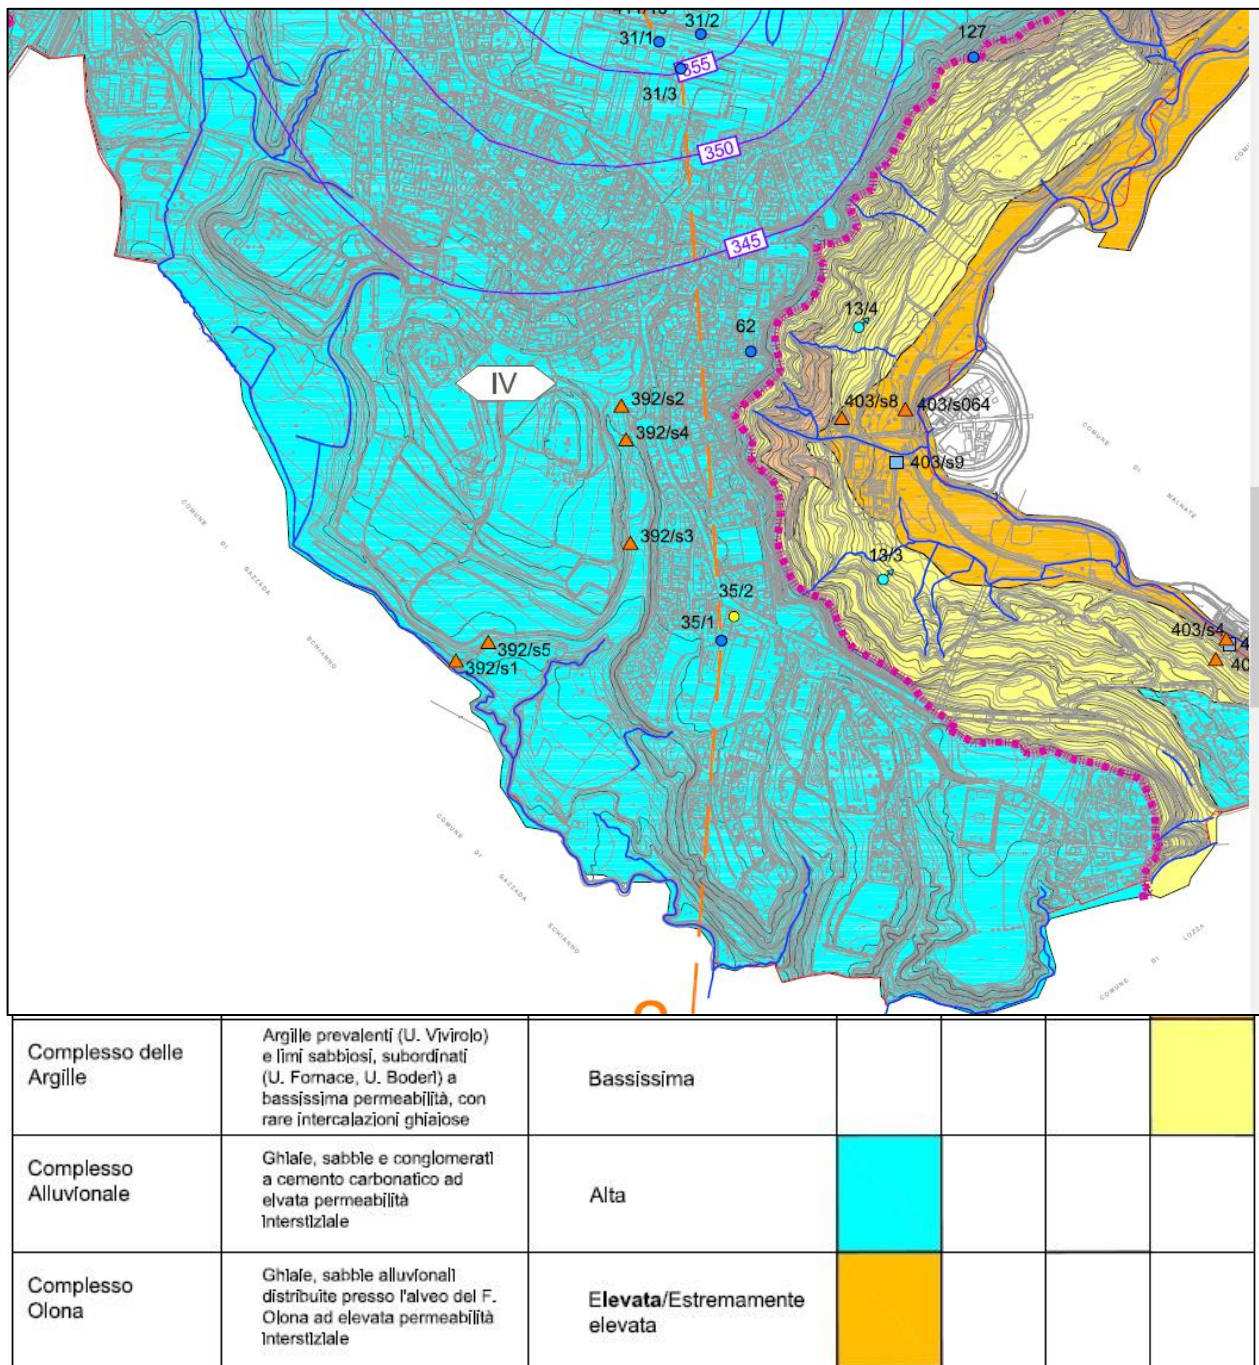 31/2
31/1
127
355
31/3
350
345
13/4
62
IV
392/s2
403/s8
403/s064
392/s4
403/s9
COMUNE
DI
MALNATE
COMUNE
DI
GAZZADA
SCHIANNO
392/s3
13/3
35/2
35/1
403/s4
392/s5
392/s1
COMUNE
DI
GAZZADA
SCHIANNO
COMUNE
DI
LOZZA
Complesso delle
Argille
Argille prevalenti (U. Vivirolo)
e limi sabbiosi, subordinati
(U. Fornace, U. Boderi) a
bassissima permeabilità, con
rare intercalazioni ghiaiose
Bassissima
Complesso
Alluvionale
Ghiaie, sabbie e conglomerati
a cemento carbonatico ad
elvata permeabilità
interstiziale
Alta
Complesso
Olona
Ghiaie, sabbie alluvionali
distribuite presso l'alveo del F.
Olona ad elevata permeabilità
interstiziale
Elevata/Estremamente
elevata